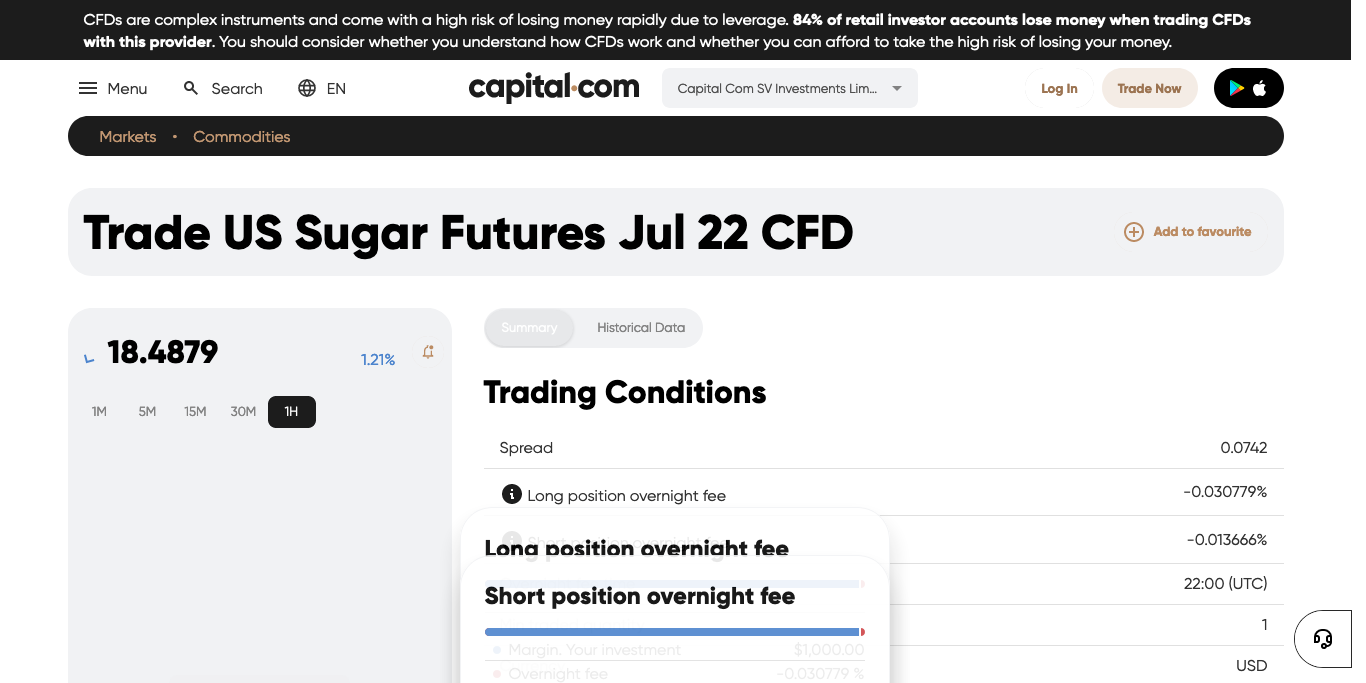 CFDs are complex instruments and come with a high risk of losing money rapidly due to leverage. 84% of retail investor accounts lose money when trading CFDs
with this provider. You should consider whether you understand how CFDs work and whether you can afford to take the high risk of losing your money.
Menu Search EN capital.com Capital Com SV Investments Lim... Log In Trade Now
Markets • Commodities
Trade US Sugar Futures Jul 22 CFD
Add to favourite
18.4879
1.21%
1M 5M 15M 30M 1H
Summary Historical Data
Trading Conditions
Spread 0.0742
Long position overnight fee -0.030779%
Short position overnight fee -0.013666%
Long position overnight fee
22:00 (UTC)
Short position overnight fee
1
Margin. Your investment $1,000.00
USD
Overnight fee -0.030779 %